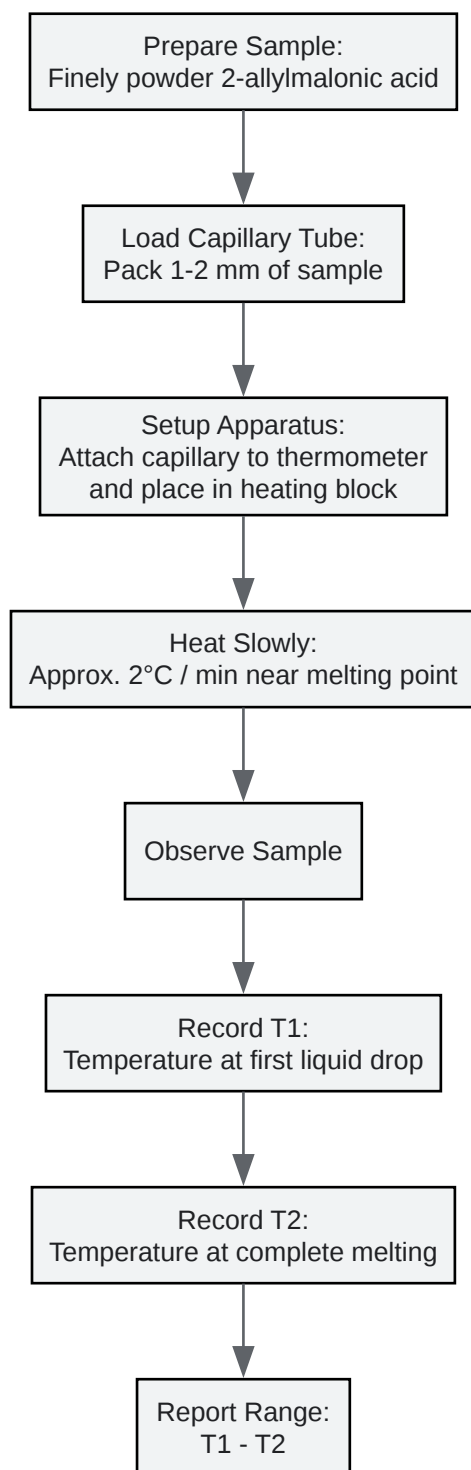 Prepare Sample:
Finely powder 2-allylmalonic acid
Load Capillary Tube:
Pack 1-2 mm of sample
Setup Apparatus:
Attach capillary to thermometer
and place in heating block
Heat Slowly:
Approx. 2°C / min near melting point
Observe Sample
Record T1:
Temperature at first liquid drop
Record T2:
Temperature at complete melting
Report Range:
T1 - T2